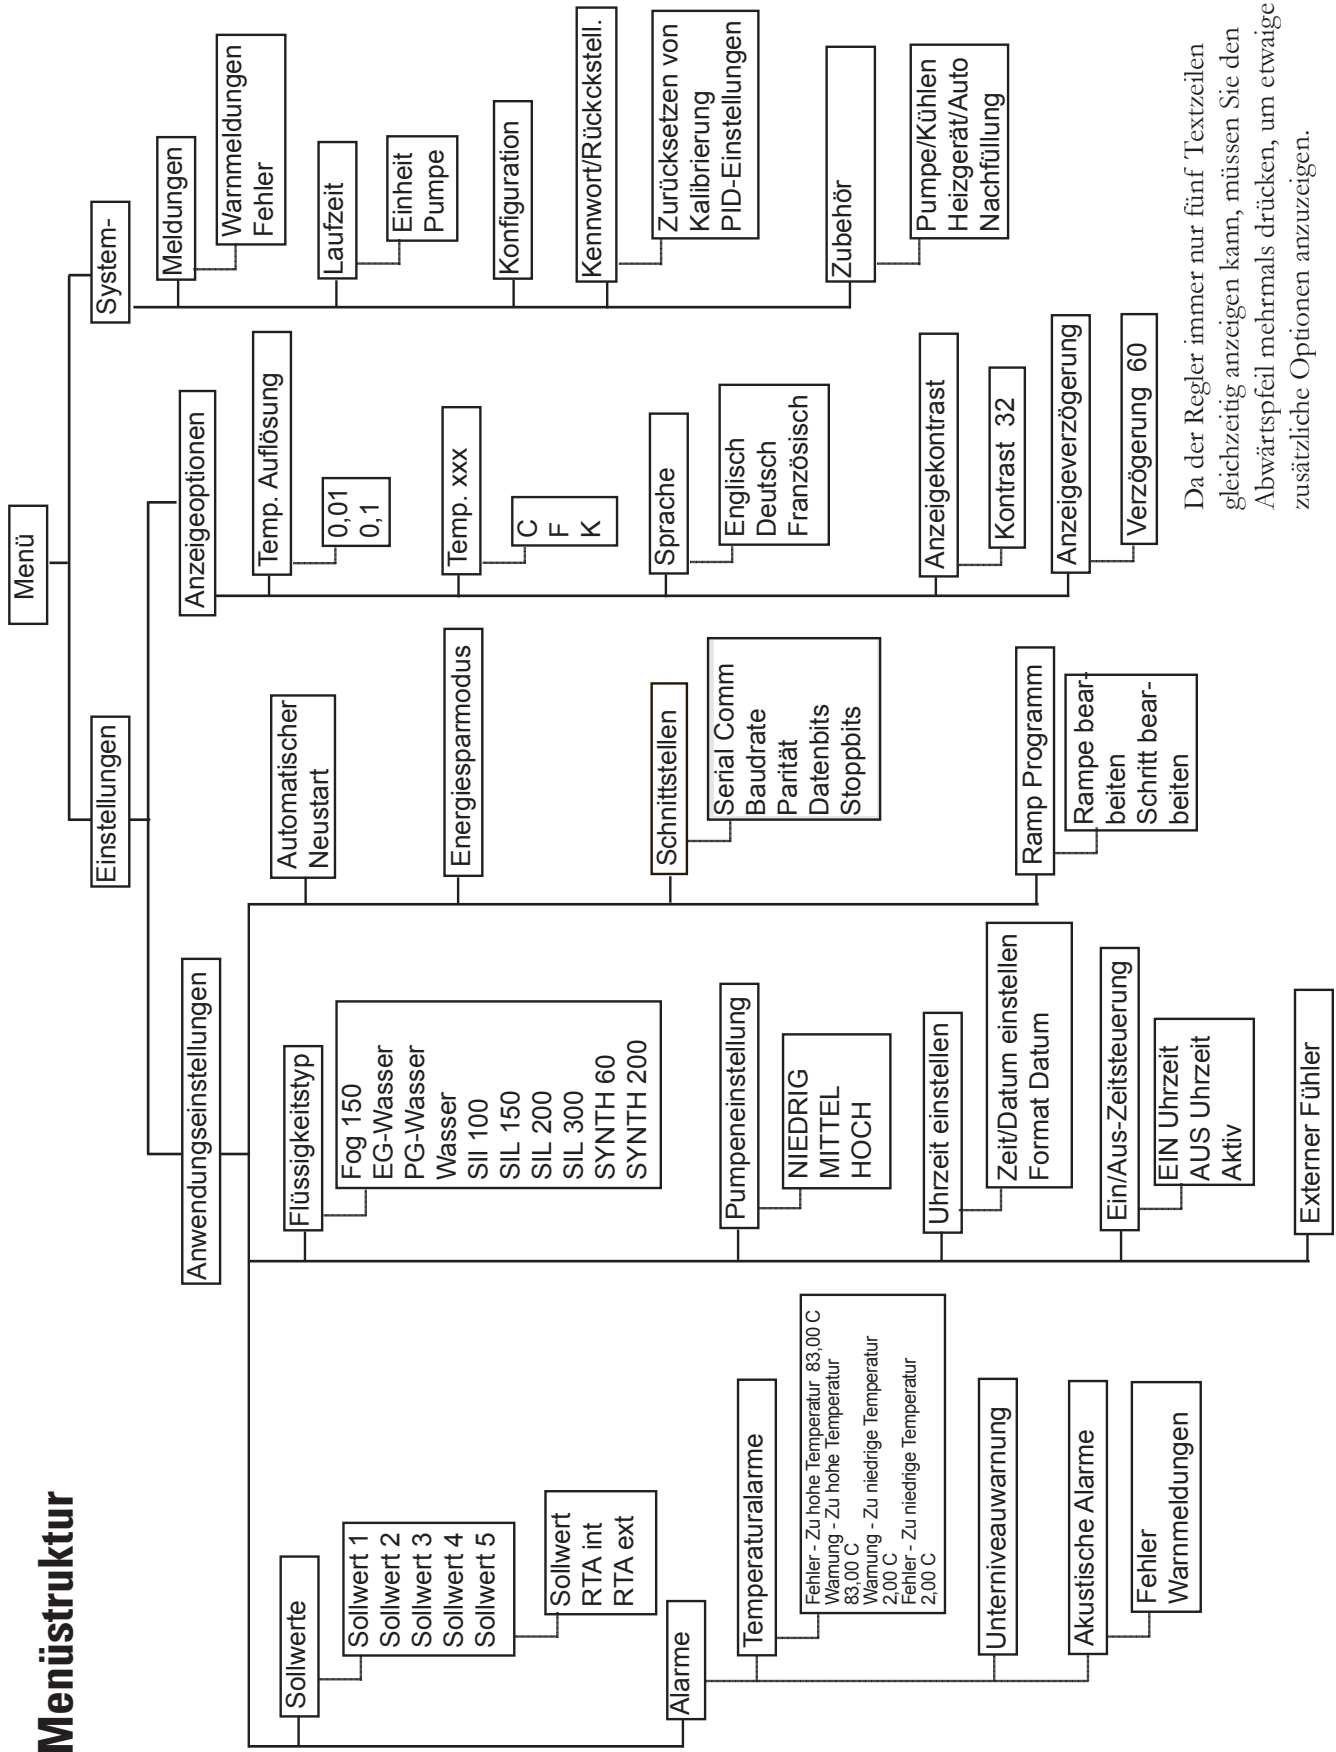 Menüstruktur
Menü
Einstellungen
System-
Anwendungseinstellungen
Anzeigeoptionen
Sollwerte
Sollwert 1
Sollwert 2
Sollwert 3
Sollwert 4
Sollwert 5
Sollwert
RTA int
RTA ext
Alarme
Temperaturalarme
Fehler - Zu hohe Temperatur 83,00 C
Warnung - Zu hohe Temperatur
83,00 C
Warnung - Zu niedrige Temperatur
2,00 C
Fehler - Zu niedrige Temperatur
2,00 C
Unterniveauwarnung
Akustische Alarme
Fehler
Warnmeldungen
Flüssigkeitstyp
Fog 150
EG-Wasser
PG-Wasser
Wasser
SIl 100
SIL 150
SIL 200
SIL 300
SYNTH 60
SYNTH 200
Pumpeneinstellung
NIEDRIG
MITTEL
HOCH
Uhrzeit einstellen
Zeit/Datum einstellen
Format Datum
Ein/Aus-Zeitsteuerung
EIN Uhrzeit
AUS Uhrzeit
Aktiv
Externer Fühler
Automatischer
Neustart
Energiesparmodus
Schnittstellen
Serial Comm
Baudrate
Parität
Datenbits
Stoppbits
Ramp Programm
Rampe bear-
beiten
Schritt bear-
beiten
Temp. Auflösung
0,01
0,1
Temp. xxx
C
F
K
Sprache
Englisch
Deutsch
Französisch
Anzeigekontrast
Kontrast 32
Anzeigeverzögerung
Verzögerung 60
Meldungen
Warnmeldungen
Fehler
Laufzeit
Einheit
Pumpe
Konfiguration
Kennwort/Rückckstell.
Zurücksetzen von
Kalibrierung
PID-Einstellungen
Zubehör
Pumpe/Kühlen
Heizgerät/Auto
Nachfüllung
Da der Regler immer nur fünf Textzeilen
gleichzeitig anzeigen kann, müssen Sie den
Abwärtspfeil mehrmals drücken, um etwaige
zusätzliche Optionen anzuzeigen.